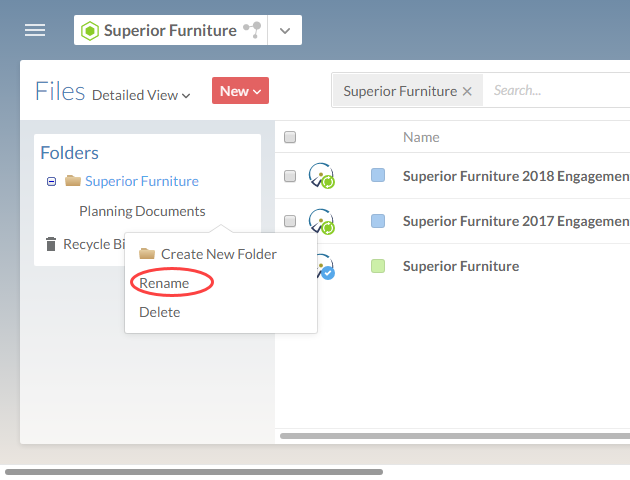 Superior Furniture
Files Detailed View New
Superior Furniture × Search...
Folders
Name
Superior Furniture
Superior Furniture 2018 Engagemen
Planning Documents
Superior Furniture 2017 Engagemen
Recycle Bi
Create New Folder
Superior Furniture
Rename
Delete